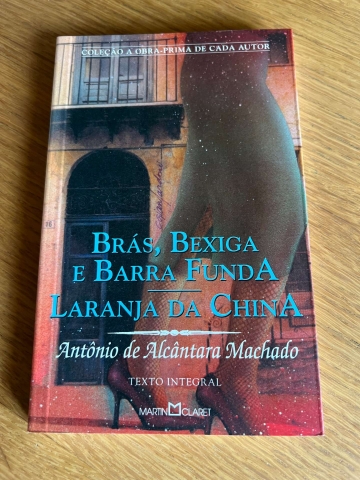 COLEÇÃO A OBRA-PRIMA DE CADA AUTOR
BRÁS, BEXIGA
E BARRA FUNDA
LARANJA DA CHINA
Antônio de Alcântara Machado
TEXTO INTEGRAL
MARTIN CLARET